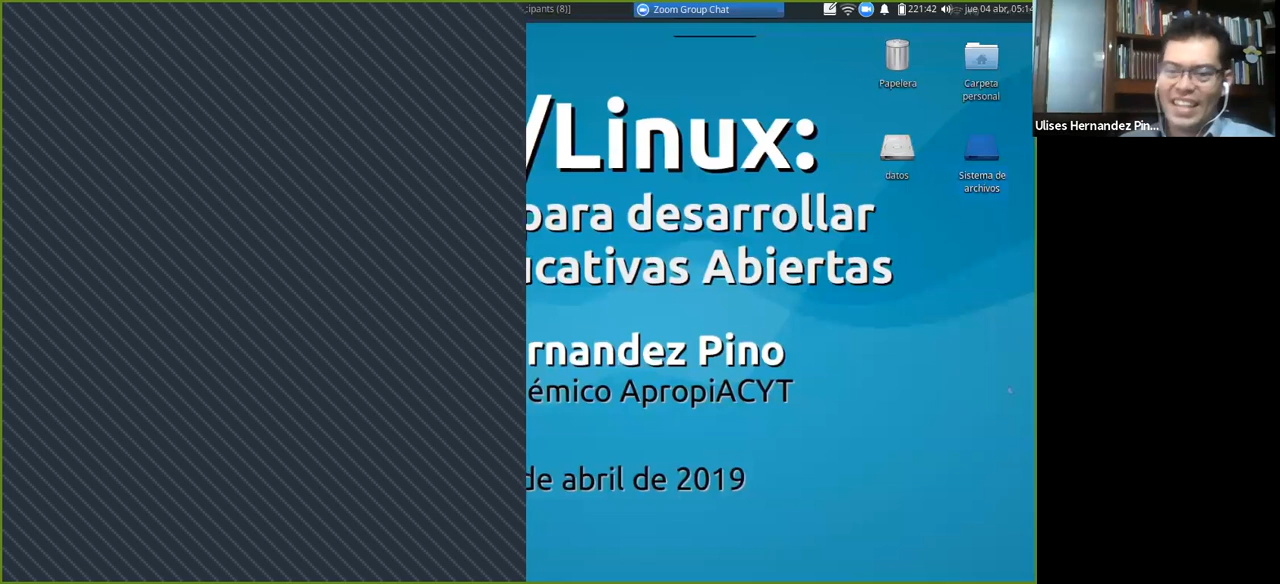 cipants (8)]
Zoom Group Chat
221:42
jue 04 abr, 05:14
Papelera
Carpeta
personal
/Linux:
datos
Sistema de
archivos
para desarrollar
ucativas Abiertas
rnandez Pino
émico ApropiACYT
de abril de 2019
Ulises Hernandez Pin...